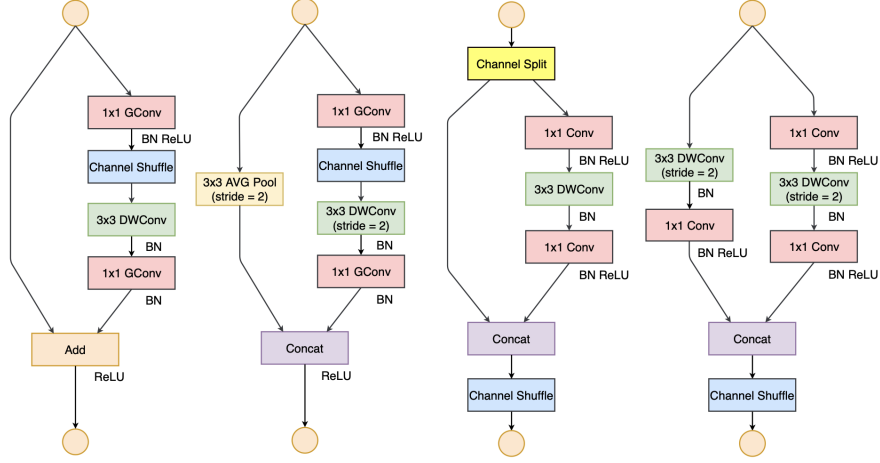 1x1 GConv
BN ReLU
Channel Shuffle
3x3 DWConv
BN
1x1 GConv
BN
Add
ReLU
1x1 GConv
BN ReLU
Channel Shuffle
3x3 AVG Pool
(stride = 2)
3x3 DWConv
(stride = 2)
BN
1x1 GConv
BN
Concat
ReLU
Channel Split
1x1 Conv
BN ReLU
3x3 DWConv
BN
1x1 Conv
BN ReLU
Concat
Channel Shuffle
3x3 DWConv
(stride = 2)
BN
1x1 Conv
BN ReLU
1x1 Conv
BN ReLU
3x3 DWConv
(stride = 2)
BN
1x1 Conv
BN ReLU
Concat
Channel Shuffle